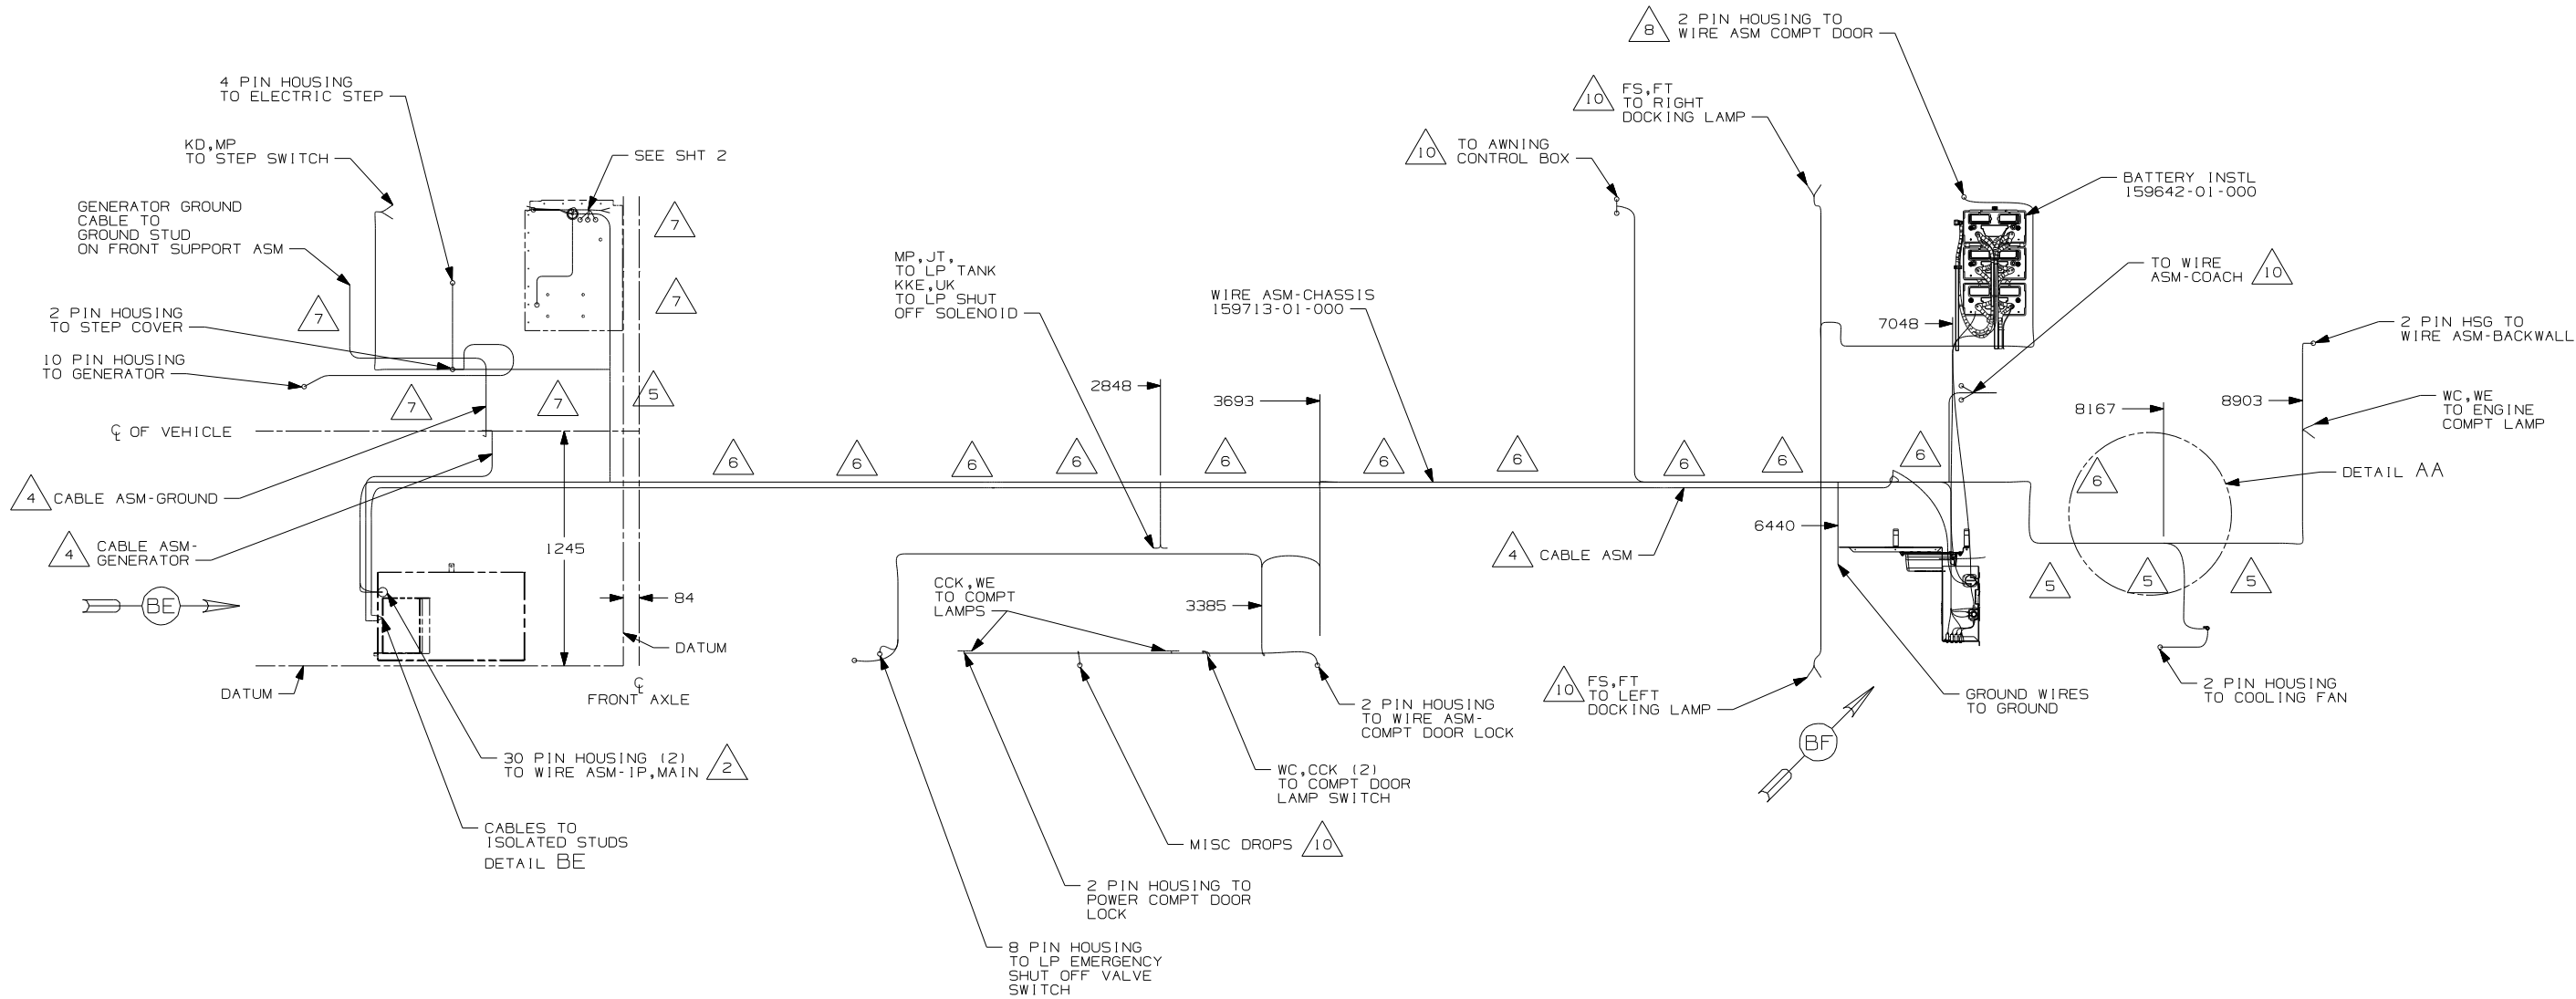 8
2 PIN HOUSING TO
WIRE ASM COMPT DOOR
4 PIN HOUSING
TO ELECTRIC STEP
10
FS,FT
TO RIGHT
DOCKING LAMP
KD,MP
TO STEP SWITCH
SEE SHT 2
10
TO AWNING
CONTROL BOX
BATTERY INSTL
159642-01-000
GENERATOR GROUND
CABLE TO
GROUND STUD
ON FRONT SUPPORT ASM
7
7
MP,JT,
TO LP TANK
KKE,UK
TO LP SHUT
OFF SOLENOID
WIRE ASM-CHASSIS
159713-01-000
TO WIRE
ASM-COACH
10
7
2 PIN HOUSING
TO STEP COVER
7048
2 PIN HSG TO
WIRE ASM-BACKWALL
10 PIN HOUSING
TO GENERATOR
7
7
5
2848
3693
8167
8903
WC,WE
TO ENGINE
COMPT LAMP
℄ OF VEHICLE
6
6
6
6
6
6
6
6
6
6
6
DETAIL AA
4
CABLE ASM-GROUND
4
CABLE ASM-
GENERATOR
1245
6440
4
CABLE ASM
BE
84
CCK,WE
TO COMPT
LAMPS
3385
5
5
5
DATUM
DATUM
℄
FRONT AXLE
2 PIN HOUSING
TO WIRE ASM-
COMPT DOOR LOCK
10
FS,FT
TO LEFT
DOCKING LAMP
GROUND WIRES
TO GROUND
2 PIN HOUSING
TO COOLING FAN
BF
30 PIN HOUSING (2)
TO WIRE ASM-IP,MAIN
2
WC,CCK (2)
TO COMPT DOOR
LAMP SWITCH
CABLES TO
ISOLATED STUDS
DETAIL BE
MISC DROPS
10
2 PIN HOUSING TO
POWER COMPT DOOR
LOCK
8 PIN HOUSING
TO LP EMERGENCY
SHUT OFF VALVE
SWITCH